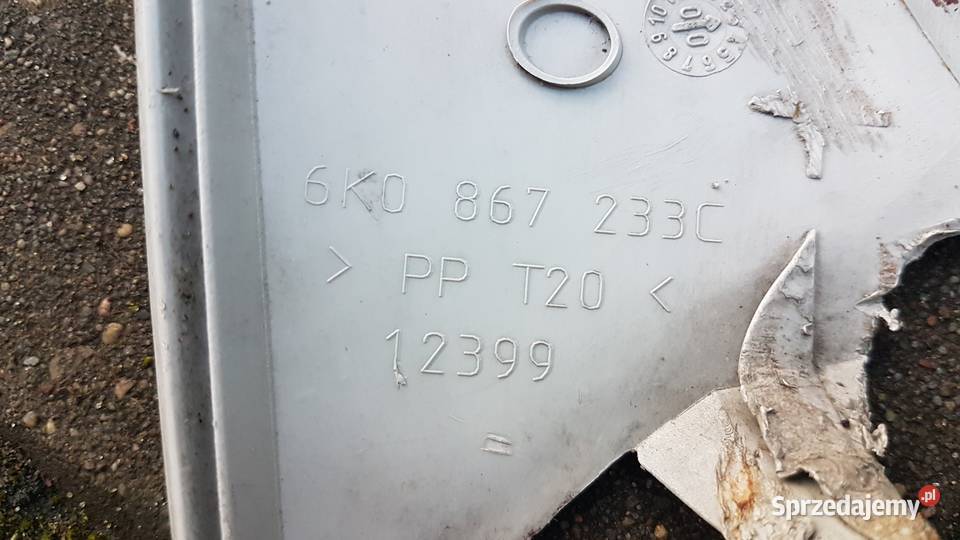 6K0 867 233C
> PP T20 <
12399
Sprzedajemy.pl